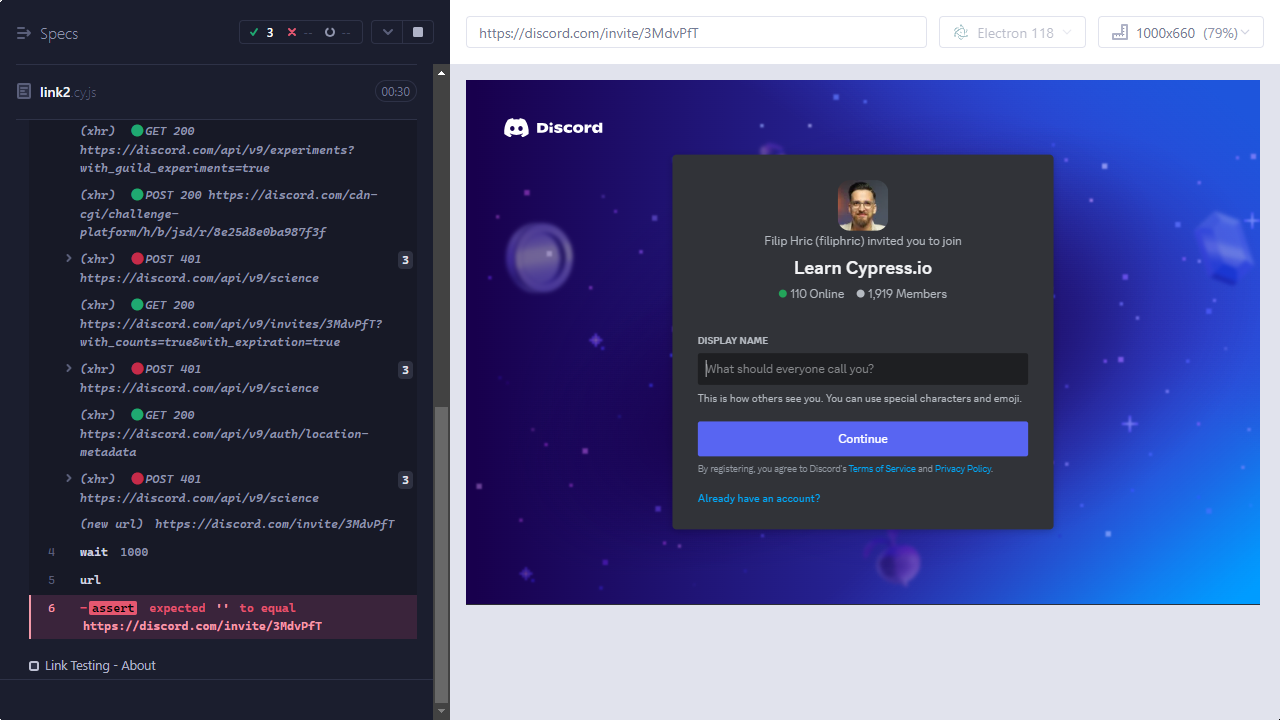 Specs
3
--
--
https://discord.com/invite/3MdvPfT
Electron 118
1000x660 (79%)
link2.cy.js
00:30
(xhr) GET 200
https://discord.com/api/v9/experiments?
with_guild_experiments=true
(xhr) POST 200 https://discord.com/cdn-
cgi/challenge-
platform/h/b/jsd/r/8e25d8e0ba987f3f
(xhr) POST 401
https://discord.com/api/v9/science
3
(xhr) GET 200
https://discord.com/api/v9/invites/3MdvPfT?
with_counts=true&with_expiration=true
(xhr) POST 401
https://discord.com/api/v9/science
3
(xhr) GET 200
https://discord.com/api/v9/auth/location-
metadata
(xhr) POST 401
https://discord.com/api/v9/science
3
(new url) https://discord.com/invite/3MdvPfT
4 wait 1000
5 url
6 -assert expected '' to equal
https://discord.com/invite/3MdvPfT
Link Testing - About
Discord
Filip Hric (filiphric) invited you to join
Learn Cypress.io
110 Online 1,919 Members
DISPLAY NAME
What should everyone call you?
This is how others see you. You can use special characters and emoji.
Continue
By registering, you agree to Discord's Terms of Service and Privacy Policy.
Already have an account?